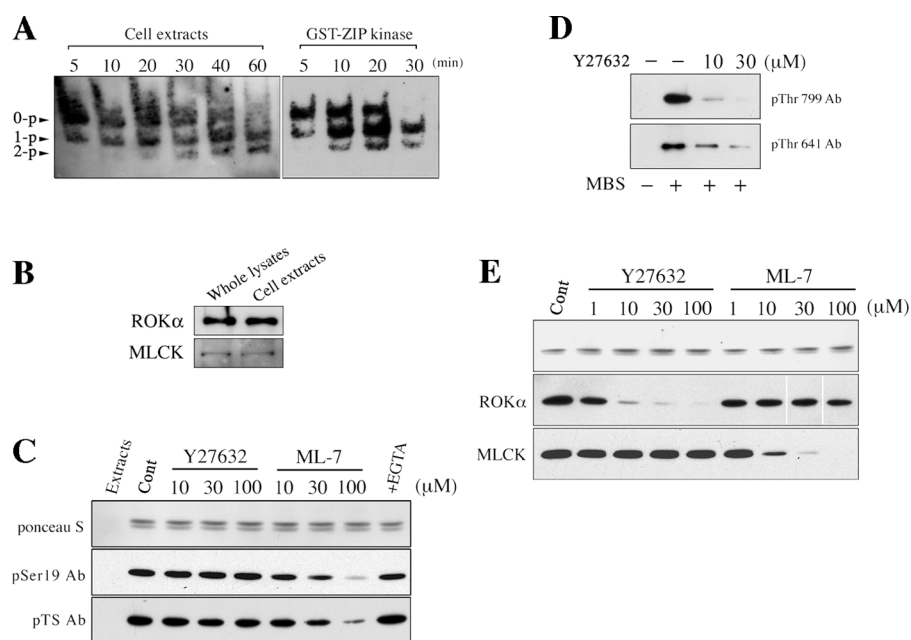 A
Cell extracts
GST-ZIP kinase
5 10 20 30 40 60
5 10 20 30 (min)
0-p
1-p
2-p
B
Whole lysates
Cell extracts
ROKα
MLCK
C
Extracts
Cont
Y27632
ML-7
+EGTA
10 30 100 10 30 100 (μM)
ponceau S
pSer19 Ab
pTS Ab
D
Y27632 – – 10 30 (μM)
pThr 799 Ab
pThr 641 Ab
MBS – + + +
E
Cont
Y27632
ML-7
1 10 30 100 1 10 30 100 (μM)
ROKα
MLCK